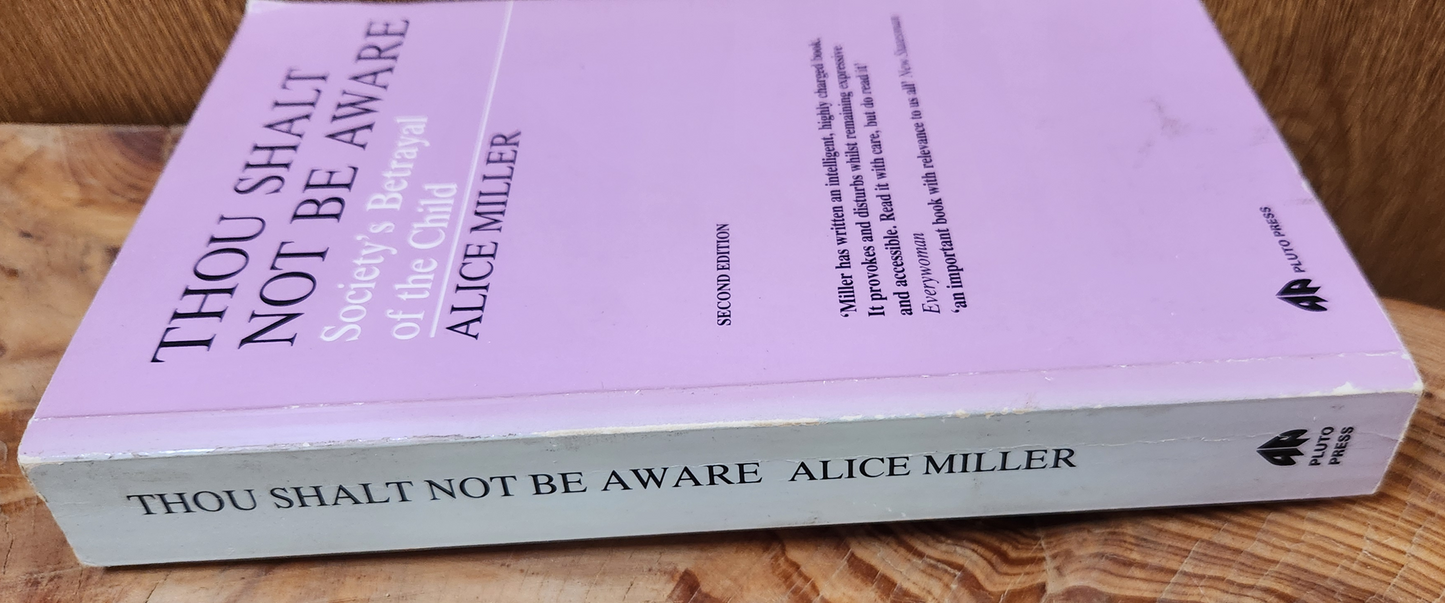 THOU SHALT
NOT BE AWARE
Society's Betrayal
of the Child
ALICE MILLER
SECOND EDITION
'Miller has written an intelligent, highly charged book.
It provokes and disturbs whilst remaining expressive
and accessible. Read it with care, but do read it'
Everywoman
'an important book with relevance to us all' New Statesman
PLUTO PRESS
THOU SHALT NOT BE AWARE ALICE MILLER
PLUTO
PRESS